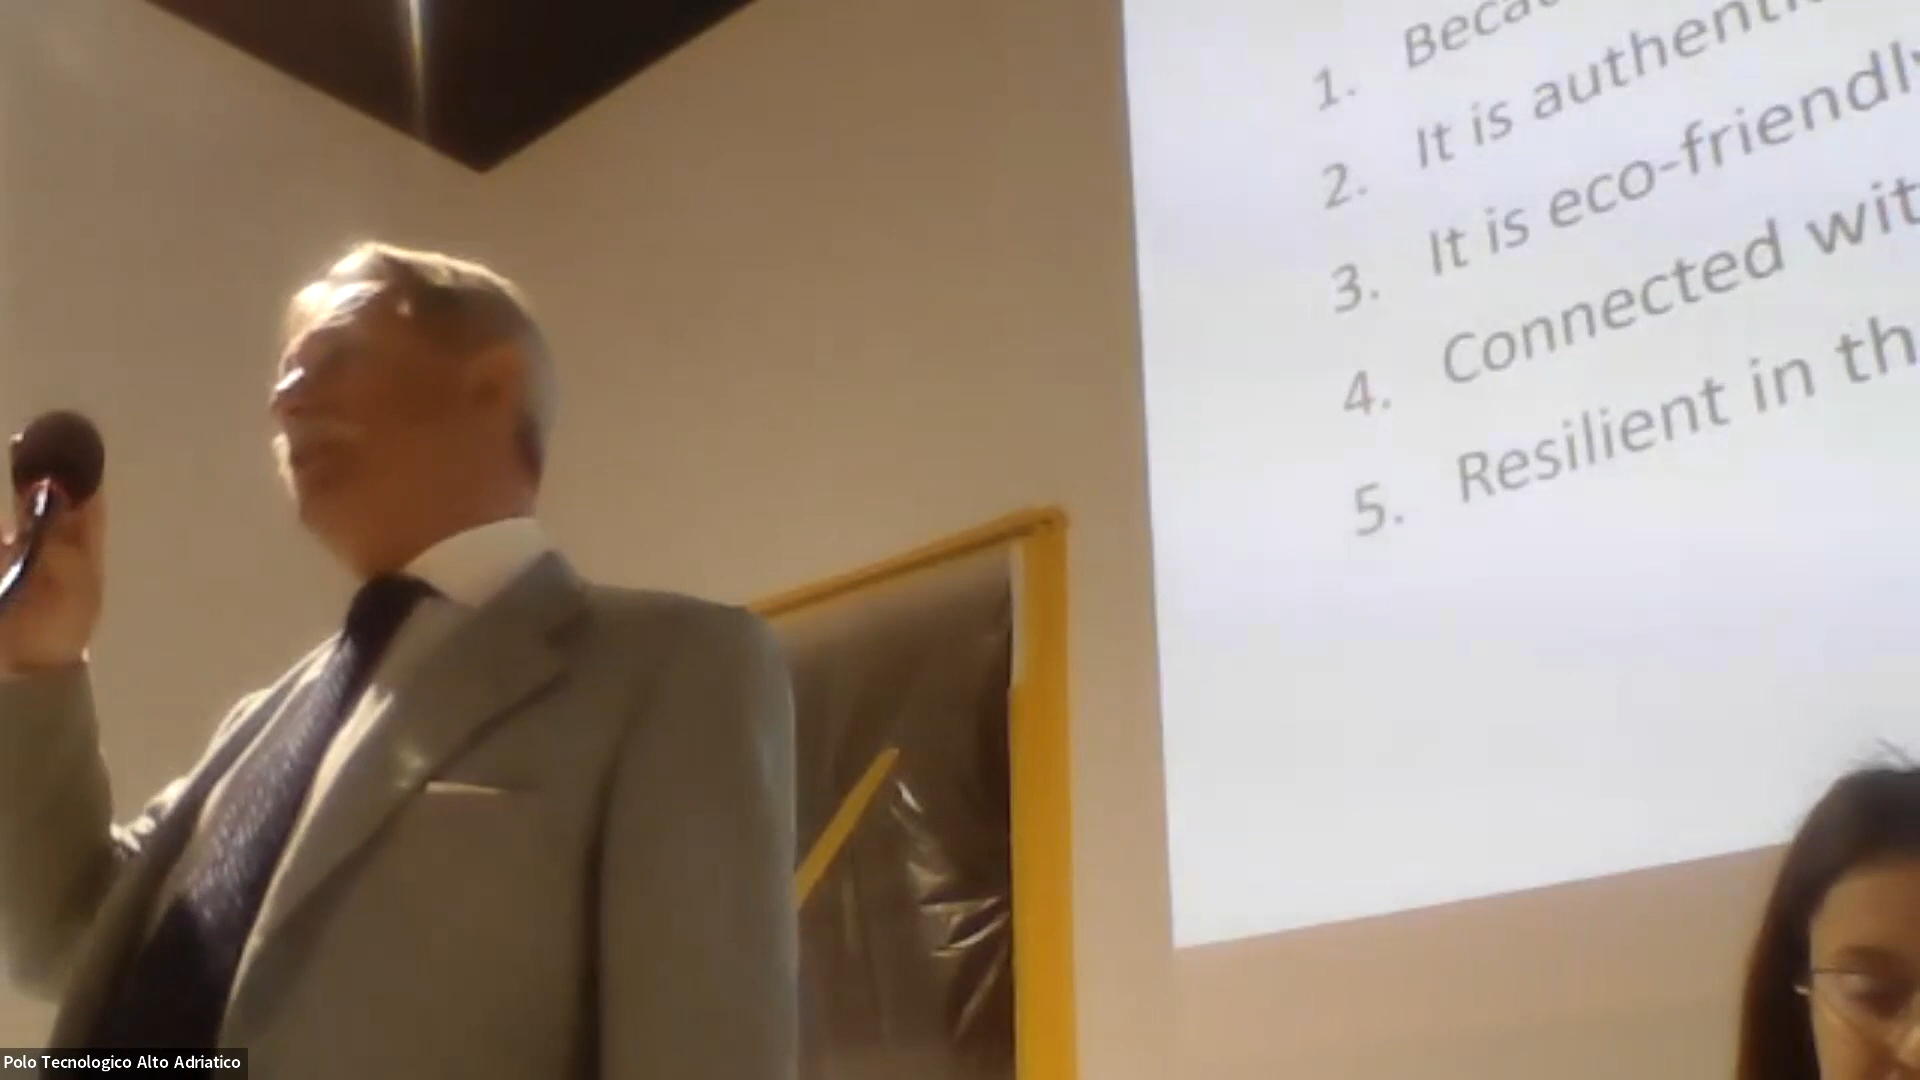 1. Beca
2. It is authenti
3. It is eco-friendly
4. Connected wit
5. Resilient in th
Polo Tecnologico Alto Adriatico